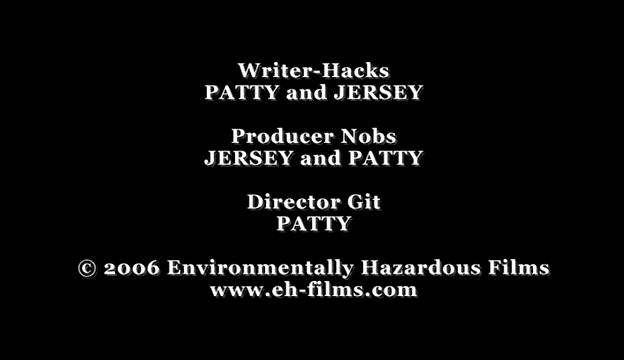 Writer-Hacks
PATTY and JERSEY
Producer Nobs
JERSEY and PATTY
Director Git
PATTY
© 2006 Environmentally Hazardous Films
www.eh-films.com